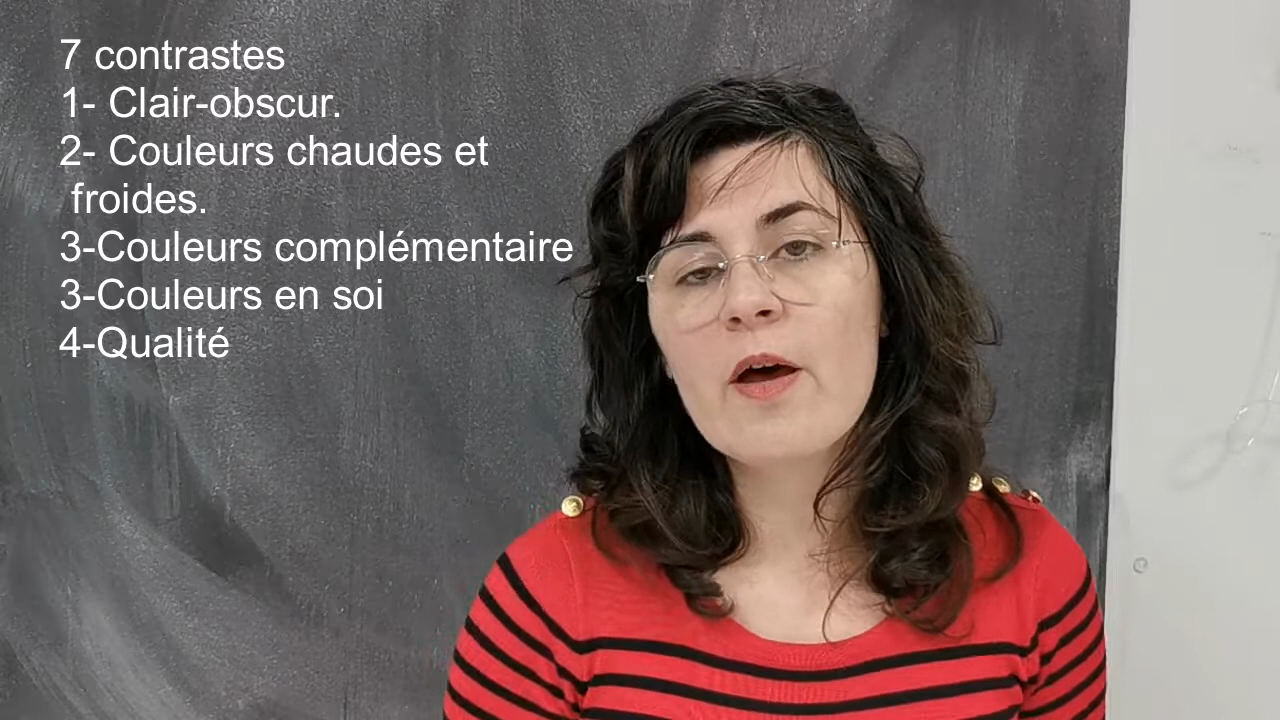 7 contrastes
1- Clair-obscur.
2- Couleurs chaudes et
froides.
3-Couleurs complémentaire
3-Couleurs en soi
4-Qualité